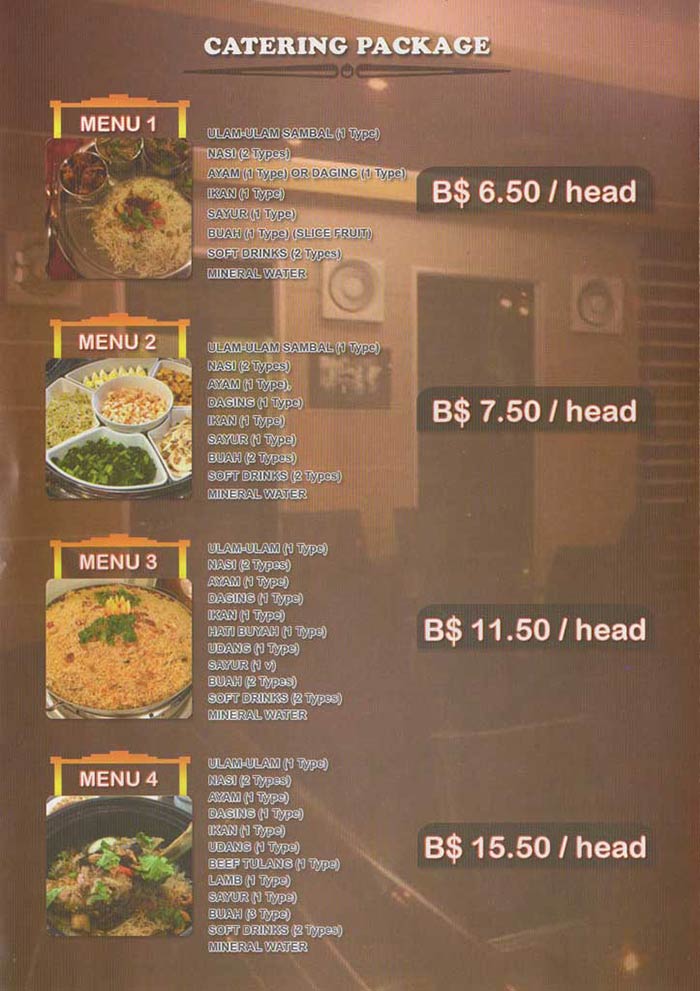 CATERING PACKAGE
MENU 1
ULAM-ULAM SAMBAL (1 Type)
NASI (2 Types)
AYAM (1 Type) OR DAGING (1 Type)
IKAN (1 Type)
SAYUR (1 Type)
BUAH (1 Type) (SLICE FRUIT)
SOFT DRINKS (2 Types)
MINERAL WATER
B$ 6.50 / head
MENU 2
ULAM-ULAM SAMBAL (1 Type)
NASI (2 Types)
AYAM (1 Type),
DAGING (1 Type)
IKAN (1 Type)
SAYUR (1 Type)
BUAH (2 Types)
SOFT DRINKS (2 Types)
MINERAL WATER
B$ 7.50 / head
MENU 3
ULAM-ULAM (1 Type)
NASI (2 Types)
AYAM (1 Type)
DAGING (1 Type)
IKAN (1 Type)
HATI BUYAH (1 Type)
UDANG (1 Type)
SAYUR (1 v)
BUAH (2 Types)
SOFT DRINKS (2 Types)
MINERAL WATER
B$ 11.50 / head
MENU 4
ULAM-ULAM (1 Type)
NASI (2 Types)
AYAM (1 Type)
DAGING (1 Type)
IKAN (1 Type)
UDANG (1 Type)
BEEF TULANG (1 Type)
LAMB (1 Type)
SAYUR (1 Type)
BUAH (3 Type)
SOFT DRINKS (2 Types)
MINERAL WATER
B$ 15.50 / head